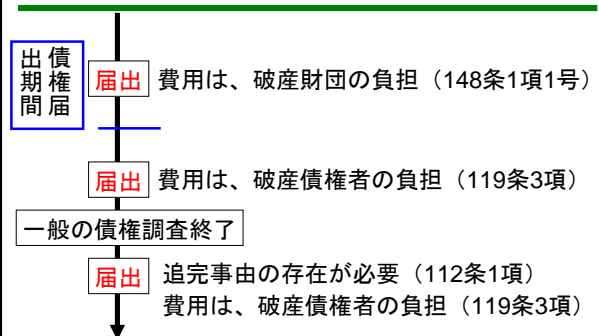 債権届
出期間
届出 費用は、破産財団の負担（148条1項1号）
届出 費用は、破産債権者の負担（119条3項）
一般の債権調査終了
届出 追完事由の存在が必要（112条1項）
費用は、破産債権者の負担（119条3項）